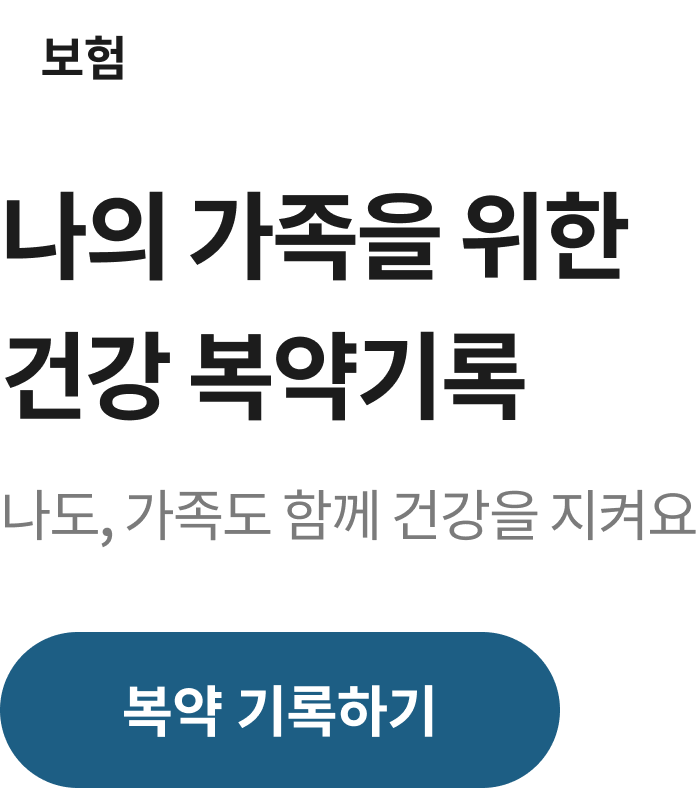 보험
나의 가족을 위한
건강 복약기록
나도, 가족도 함께 건강을 지켜요
복약 기록하기